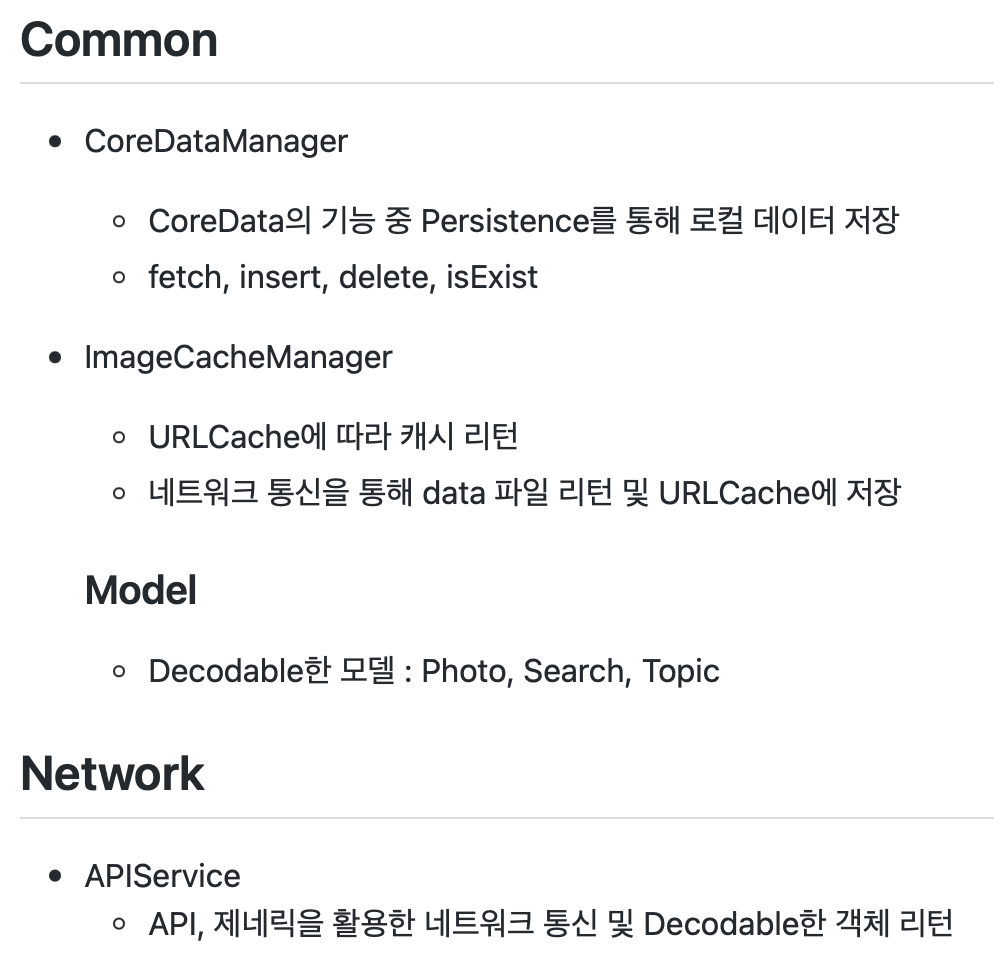 Common
CoreDataManager
CoreData의 기능 중 Persistence를 통해 로컬 데이터 저장
fetch, insert, delete, isExist
ImageCacheManager
URLCache에 따라 캐시 리턴
네트워크 통신을 통해 data 파일 리턴 및 URLCache에 저장
Model
Decodable한 모델 : Photo, Search, Topic
Network
APIService
API, 제네릭을 활용한 네트워크 통신 및 Decodable한 객체 리턴